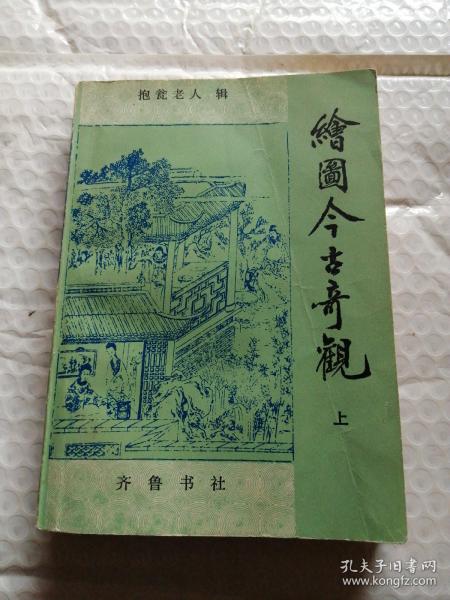 抱瓮老人 辑
繪圖今古奇觀
上
齐鲁书社
孔夫子旧书网
www.kongfz.com